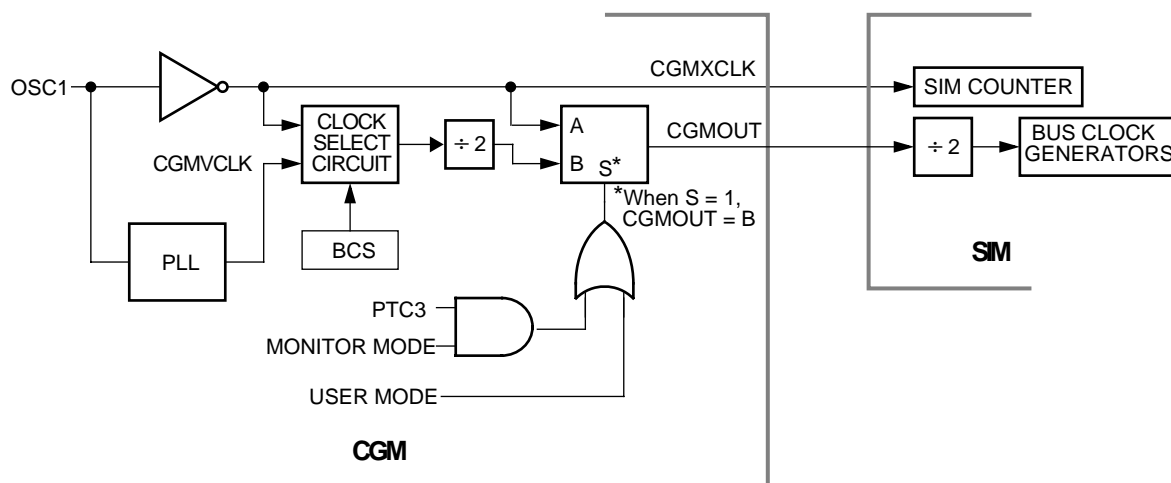 OSC1
CGMXCLK
SIM COUNTER
CLOCK
SELECT
CIRCUIT
÷ 2
A
B
S*
CGMOUT
÷ 2
BUS CLOCK
GENERATORS
CGMVCLK
*When S = 1,
CGMOUT = B
PLL
BCS
SIM
PTC3
MONITOR MODE
USER MODE
CGM